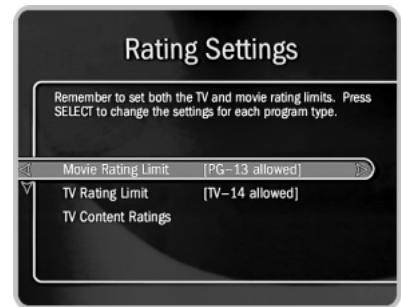 Rating Settings
Remember to set both the TV and movie rating limits. Press
SELECT to change the settings for each program type.
Movie Rating Limit [PG–13 allowed]
TV Rating Limit [TV–14 allowed]
TV Content Ratings